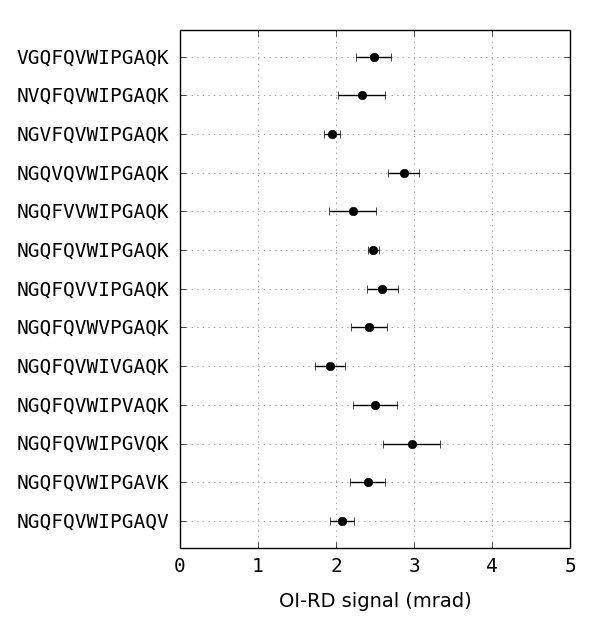 VGQFQVWIPGAQK
NVQFQVWIPGAQK
NGVFQVWIPGAQK
NGQVQVWIPGAQK
NGQFVVWIPGAQK
NGQFQVWIPGAQK
NGQFQVVIPGAQK
NGQFQVWVPGAQK
NGQFQVWIVGAQK
NGQFQVWIPVAQK
NGQFQVWIPGVQK
NGQFQVWIPGAVK
NGQFQVWIPGAQV
0 1 2 3 4 5
OI-RD signal (mrad)